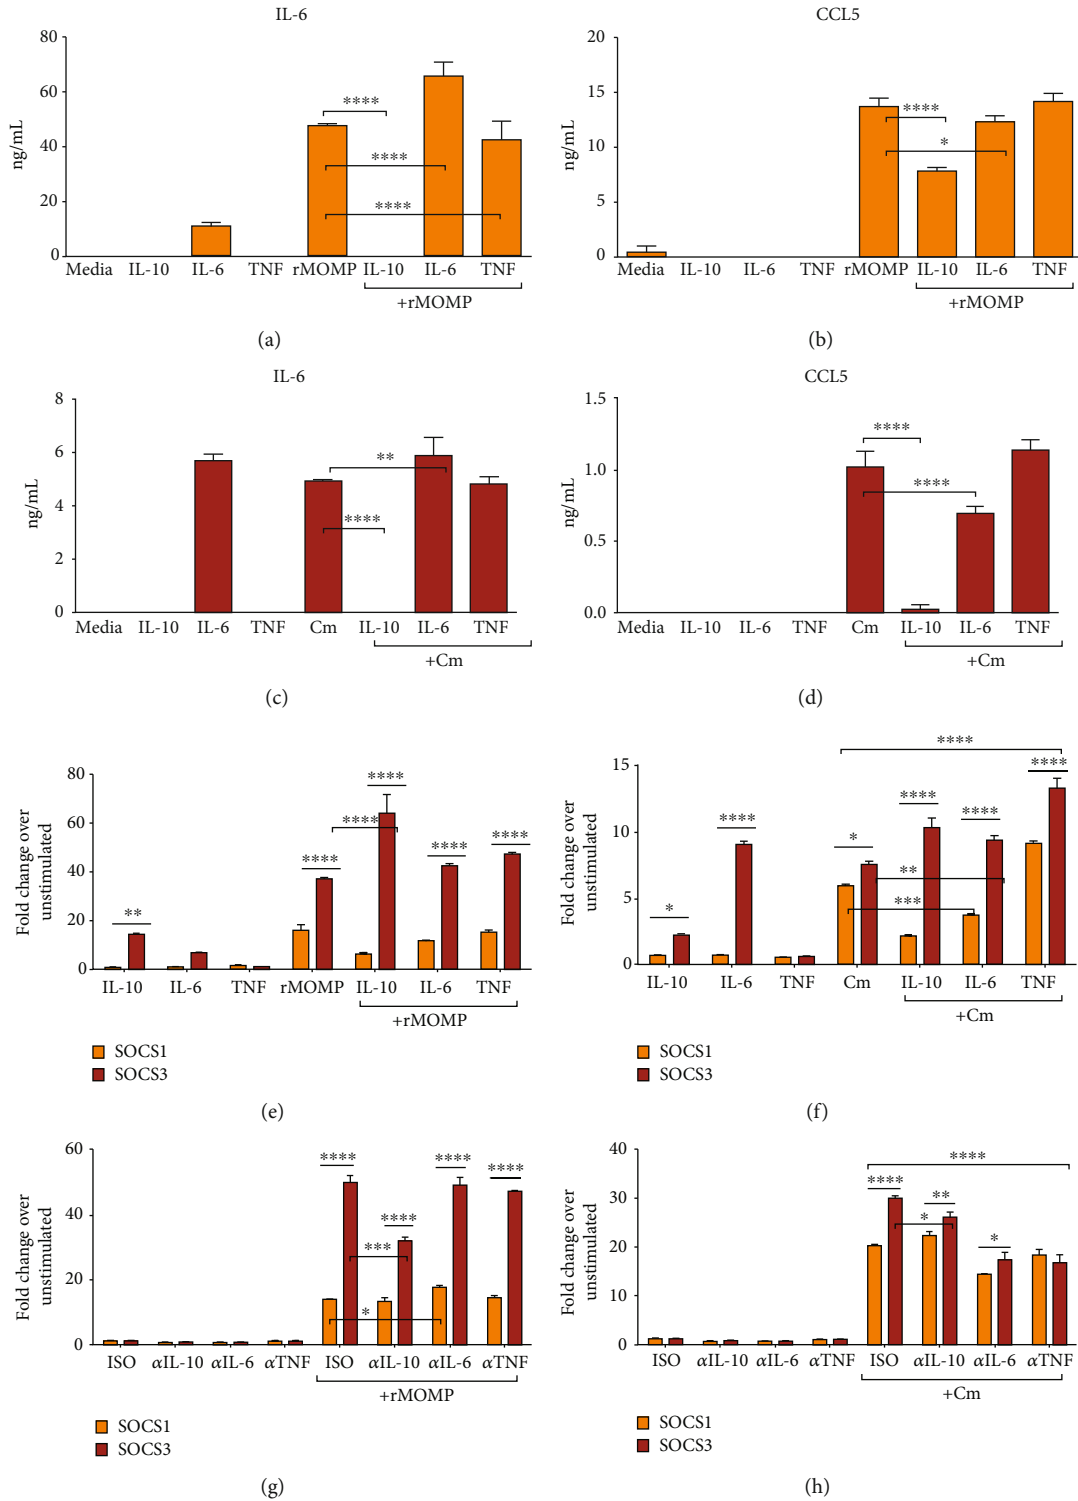 IL-6
80
60
40
20
0
ng/mL
****
****
****
Media IL-10 IL-6 TNF rMOMP IL-10 IL-6 TNF
+rMOMP
(a)
CCL5
20
15
10
5
0
ng/mL
****
*
Media IL-10 IL-6 TNF rMOMP IL-10 IL-6 TNF
+rMOMP
(b)
IL-6
8
6
4
2
0
ng/mL
**
****
Media IL-10 IL-6 TNF Cm IL-10 IL-6 TNF
+Cm
(c)
CCL5
1.5
1.0
0.5
0.0
ng/mL
****
****
Media IL-10 IL-6 TNF Cm IL-10 IL-6 TNF
+Cm
(d)
80
60
40
20
0
Fold change over
unstimulated
**
****
****
****
****
****
IL-10 IL-6 TNF rMOMP IL-10 IL-6 TNF
+rMOMP
SOCS1
SOCS3
(e)
15
10
5
0
Fold change over
unstimulated
****
****
****
****
****
*
*
**
***
IL-10 IL-6 TNF Cm IL-10 IL-6 TNF
+Cm
SOCS1
SOCS3
(f)
60
40
20
0
Fold change over
unstimulated
****
****
****
****
***
*
ISO αIL-10 αIL-6 αTNF ISO αIL-10 αIL-6 αTNF
+rMOMP
SOCS1
SOCS3
(g)
40
30
20
10
0
Fold change over
unstimulated
****
****
**
*
*
ISO αIL-10 αIL-6 αTNF ISO αIL-10 αIL-6 αTNF
+Cm
SOCS1
SOCS3
(h)